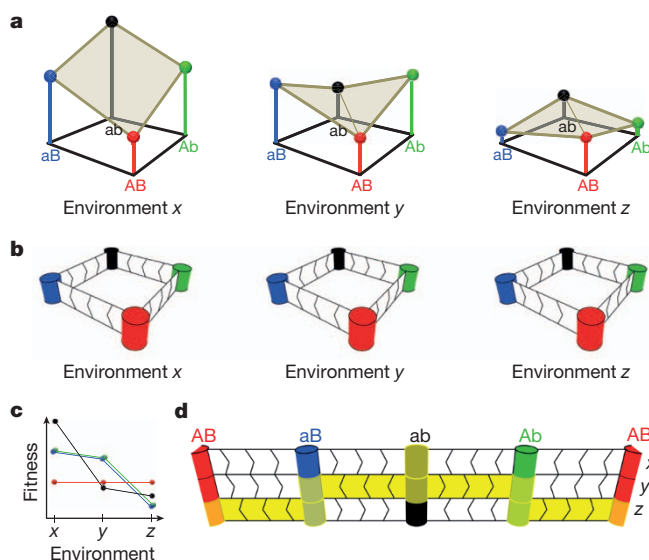 a
ab
aB
Ab
AB
Environment x
ab
aB
Ab
AB
Environment y
ab
aB
Ab
AB
Environment z
b
Environment x
Environment y
Environment z
c
Fitness
x
y
z
Environment
d
AB
aB
ab
Ab
AB
x
y
z